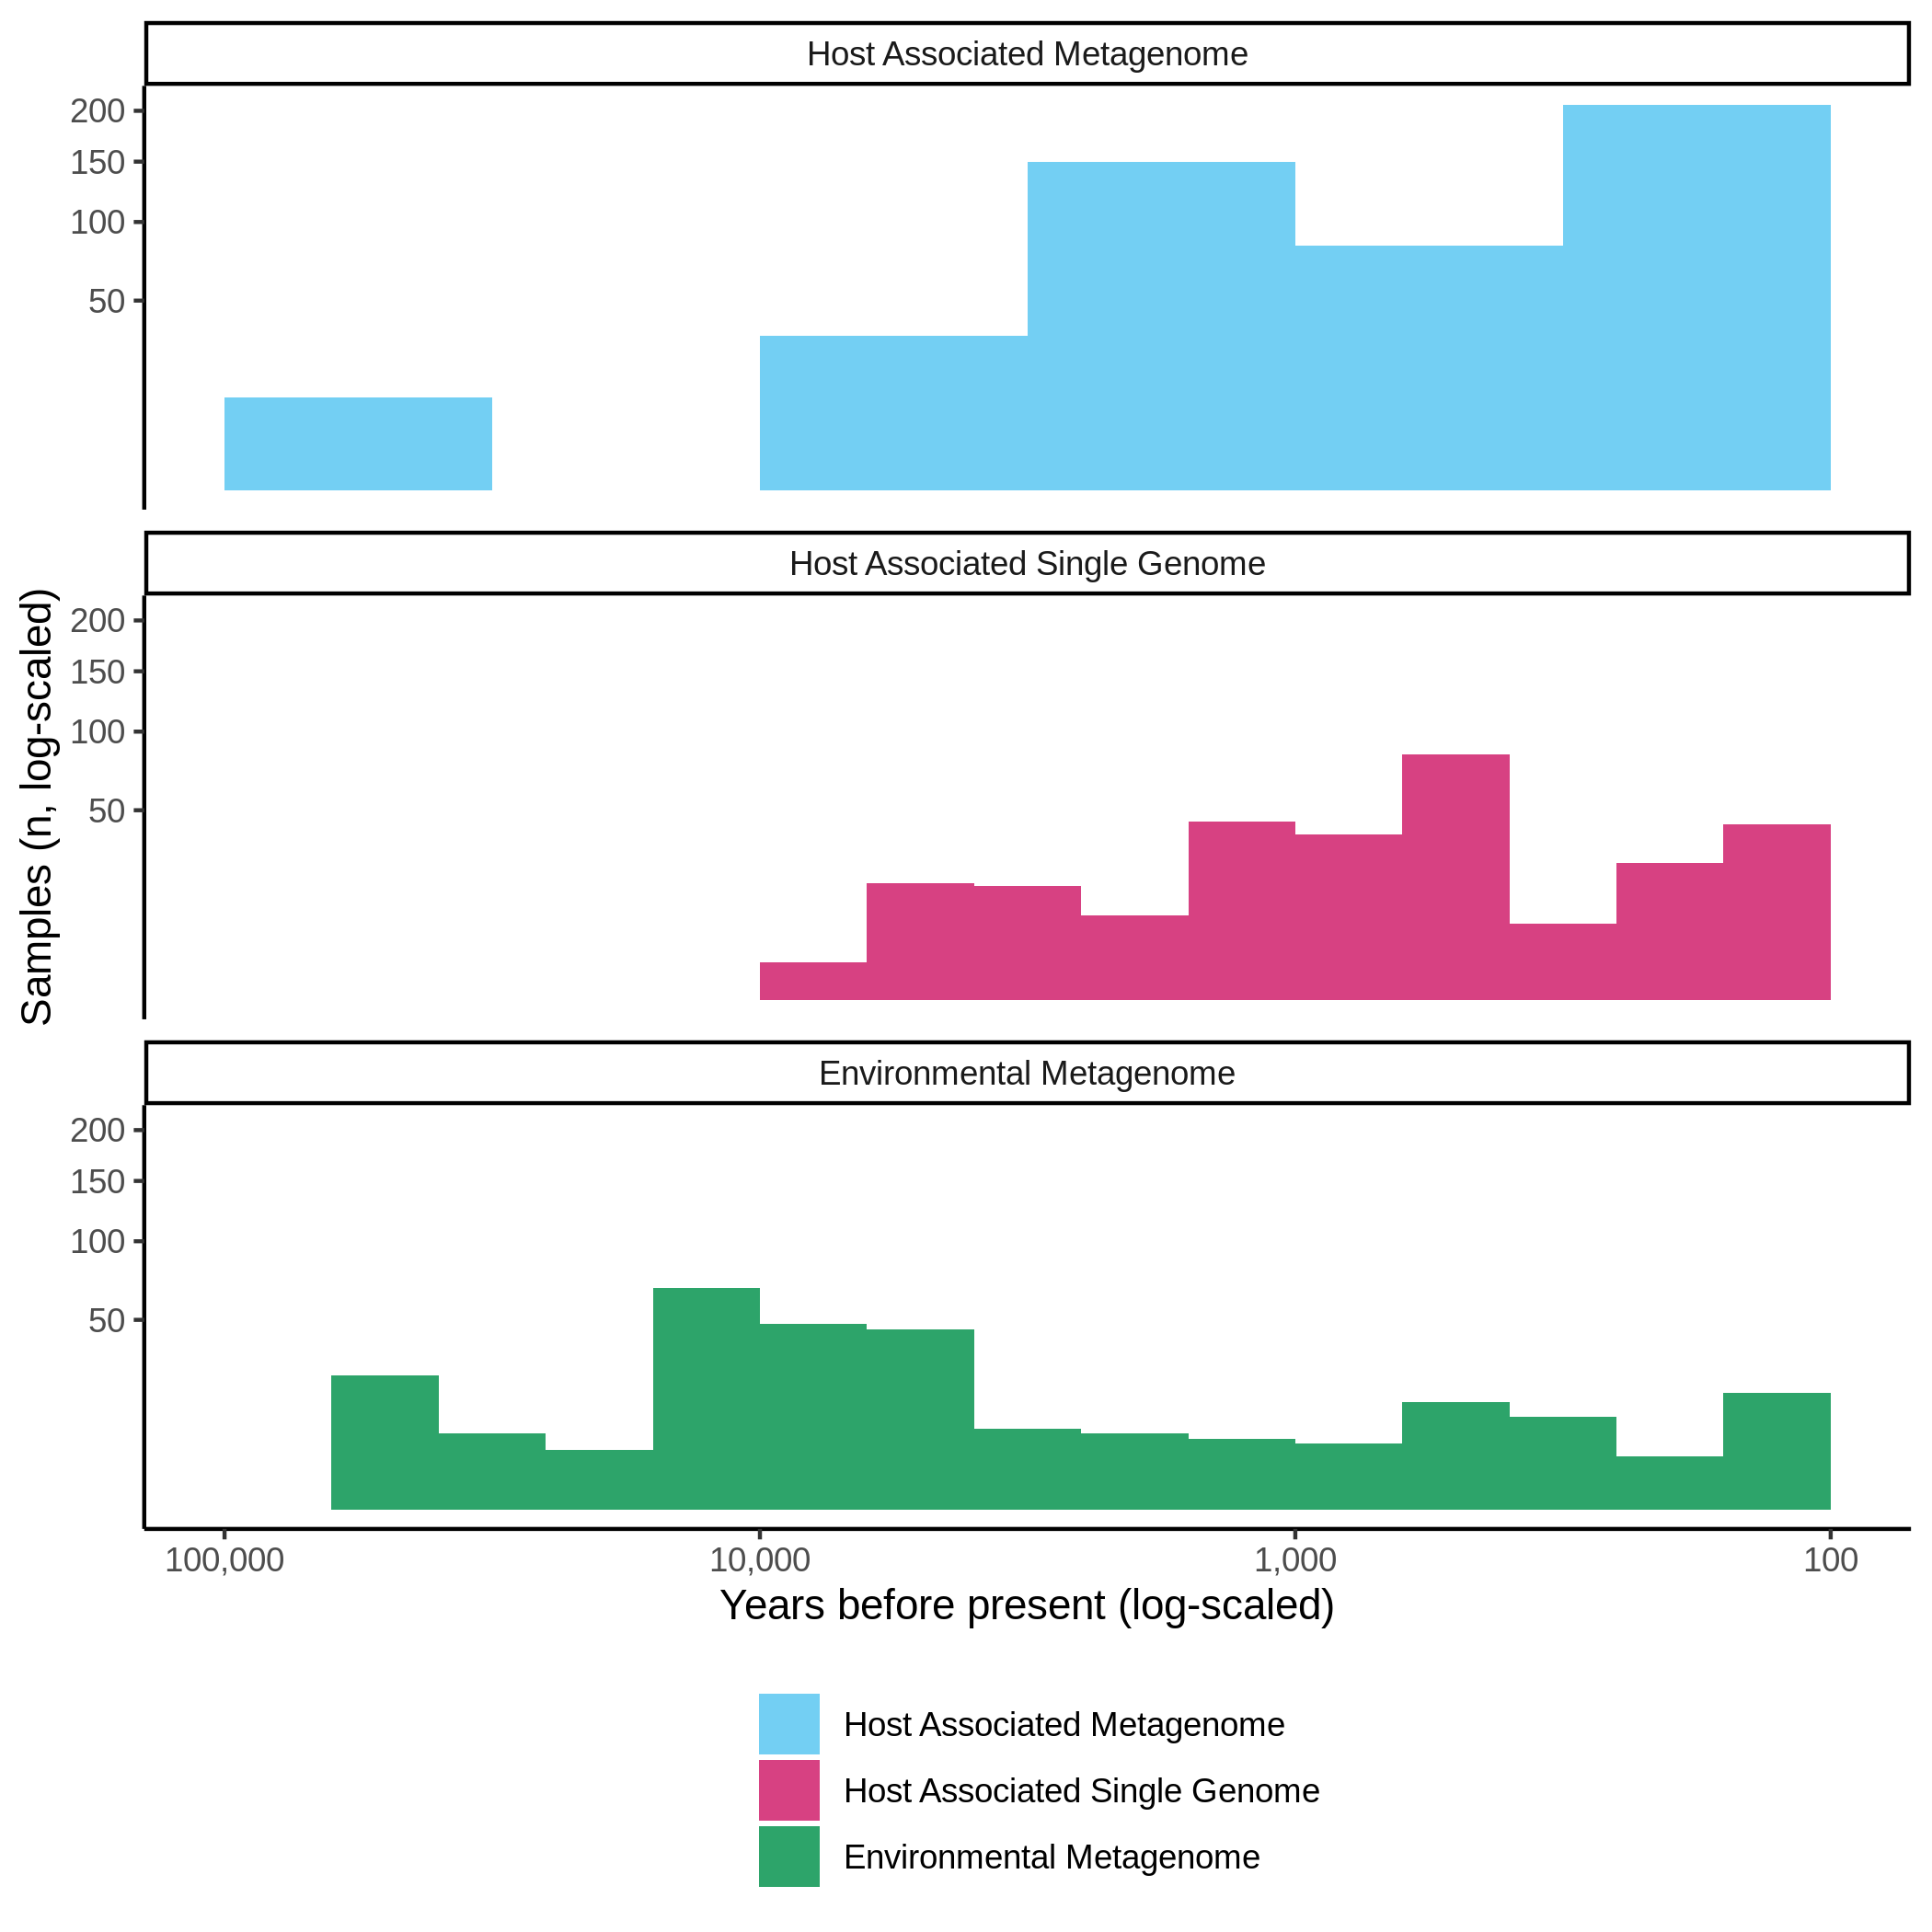 Host Associated Metagenome
200
150
100
50
Host Associated Single Genome
200
150
100
50
Samples (n, log-scaled)
Environmental Metagenome
200
150
100
50
100,000 10,000 1,000 100
Years before present (log-scaled)
Host Associated Metagenome
Host Associated Single Genome
Environmental Metagenome